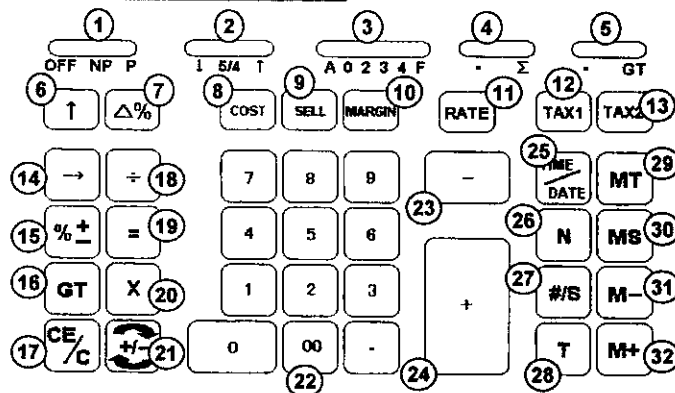 1 2 3 4 5
OFF NP P ↓ 5/4 ↑ A 0 2 3 4 F · Σ · GT
6 7 8 9 10 11 12 13
↑ △% COST SELL MARGIN RATE TAX1 TAX2
14 → ÷ 18 7 8 9 23 - 25 TIME/DATE MT 29
15 %± = 19 4 5 6 26 N MS 30
16 GT X 20 1 2 3 + 27 #/S M- 31
17 CE/C +/- 21 0 00 . 22 24 28 T M+ 32